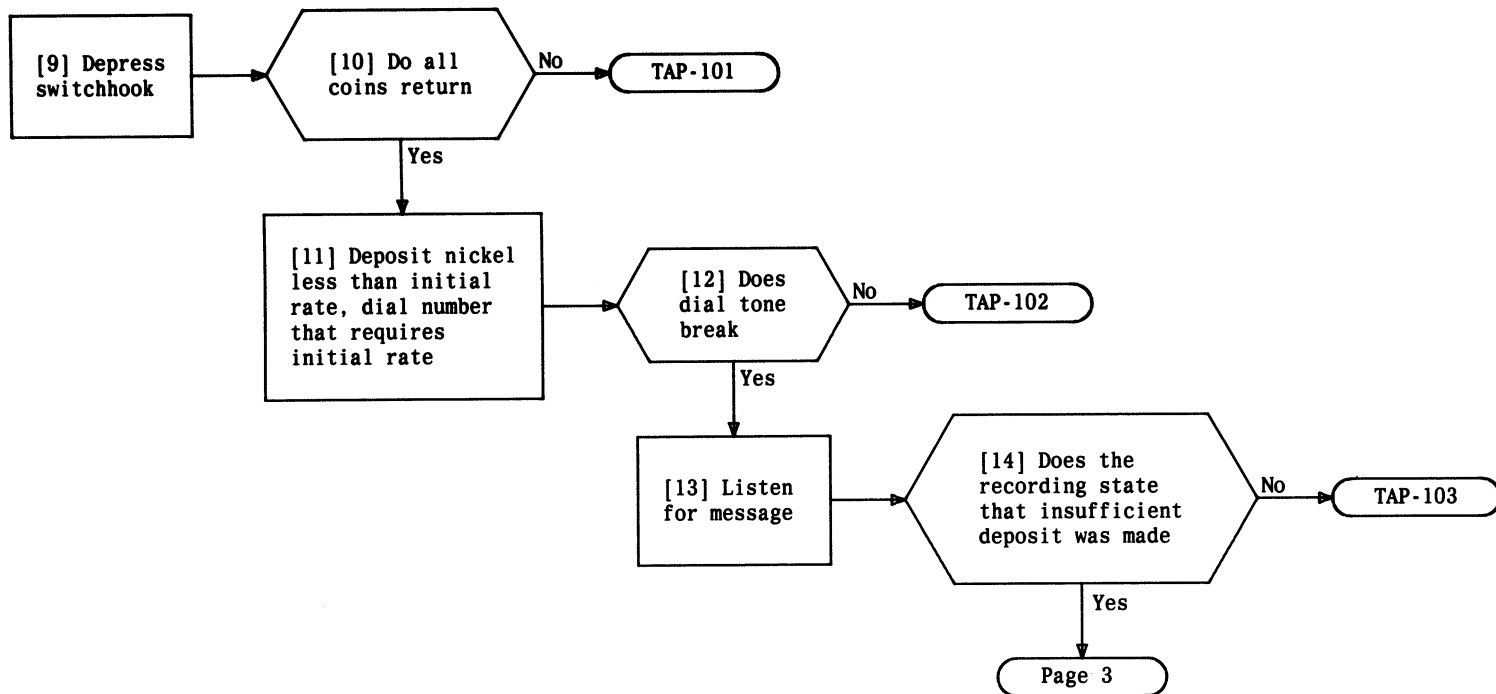 [9] Depress
switchhook
[10] Do all
coins return
No
TAP-101
Yes
[11] Deposit nickel
less than initial
rate, dial number
that requires
initial rate
[12] Does
dial tone
break
No
TAP-102
Yes
[13] Listen
for message
[14] Does the
recording state
that insufficient
deposit was made
No
TAP-103
Yes
Page 3